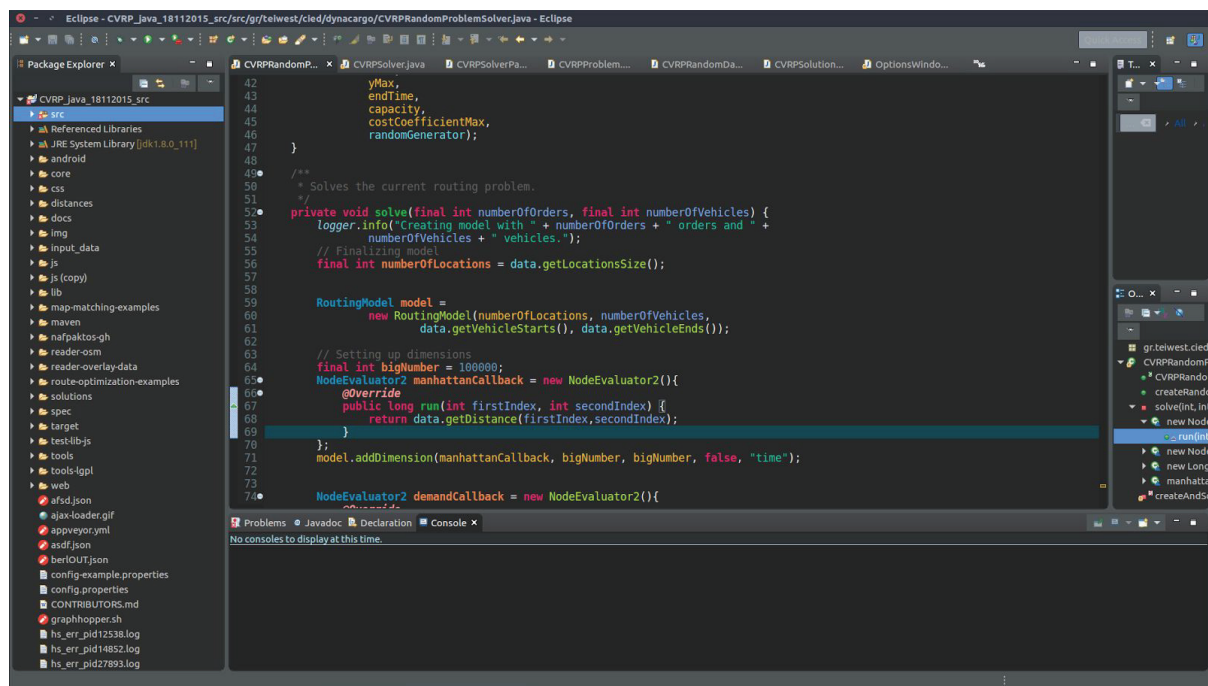 Eclipse - CVRP_java_18112015_src/src/gr/teiwest/cied/dynacargo/CVRPRandomProblemSolver.java - Eclipse
Quick Access
Package Explorer
CVRP_java_18112015_src
src
Referenced Libraries
JRE System Library [jdk1.8.0_111]
android
core
css
distances
docs
img
input_data
js
js (copy)
lib
map-matching-examples
maven
nafpaktos-gh
reader-osm
reader-overlay-data
route-optimization-examples
solutions
spec
target
test-lib-js
tools
tools-lgpl
web
afsd.json
ajax-loader.gif
appveyor.yml
asdf.json
berlOUT.json
config-example.properties
config.properties
CONTRIBUTORS.md
graphhopper.sh
hs_err_pid12538.log
hs_err_pid14852.log
hs_err_pid27893.log
CVRPRandomP... CVRPSolver.java CVRPSolverPa... CVRPProblem.... CVRPRandomDa... CVRPSolution... OptionsWindo...
42 yMax,
43 endTime,
44 capacity,
45 costCoefficientMax,
46 randomGenerator);
47 }
48
49 /**
50 * Solves the current routing problem.
51 */
52 private void solve(final int numberOfOrders, final int numberOfVehicles) {
53 logger.info("Creating model with " + numberOfOrders + " orders and " +
54 numberOfVehicles + " vehicles.");
55 // Finalizing model
56 final int numberOfLocations = data.getLocationsSize();
57
58
59 RoutingModel model =
60 new RoutingModel(numberOfLocations, numberOfVehicles,
61 data.getVehicleStarts(), data.getVehicleEnds());
62
63 // Setting up dimensions
64 final int bigNumber = 100000;
65 NodeEvaluator2 manhattanCallback = new NodeEvaluator2(){
66 @Override
67 public long run(int firstIndex, int secondIndex) {
68 return data.getDistance(firstIndex,secondIndex);
69 }
70 };
71 model.addDimension(manhattanCallback, bigNumber, bigNumber, false, "time");
72
73
74 NodeEvaluator2 demandCallback = new NodeEvaluator2(){
Problems Javadoc Declaration Console
No consoles to display at this time.
T...
All
O...
gr.teiwest.cied
CVRPRandomP
CVRPRando
createRand
solve(int, in
new Node
run(int
new Node
new Long
manhatta
createAndSo